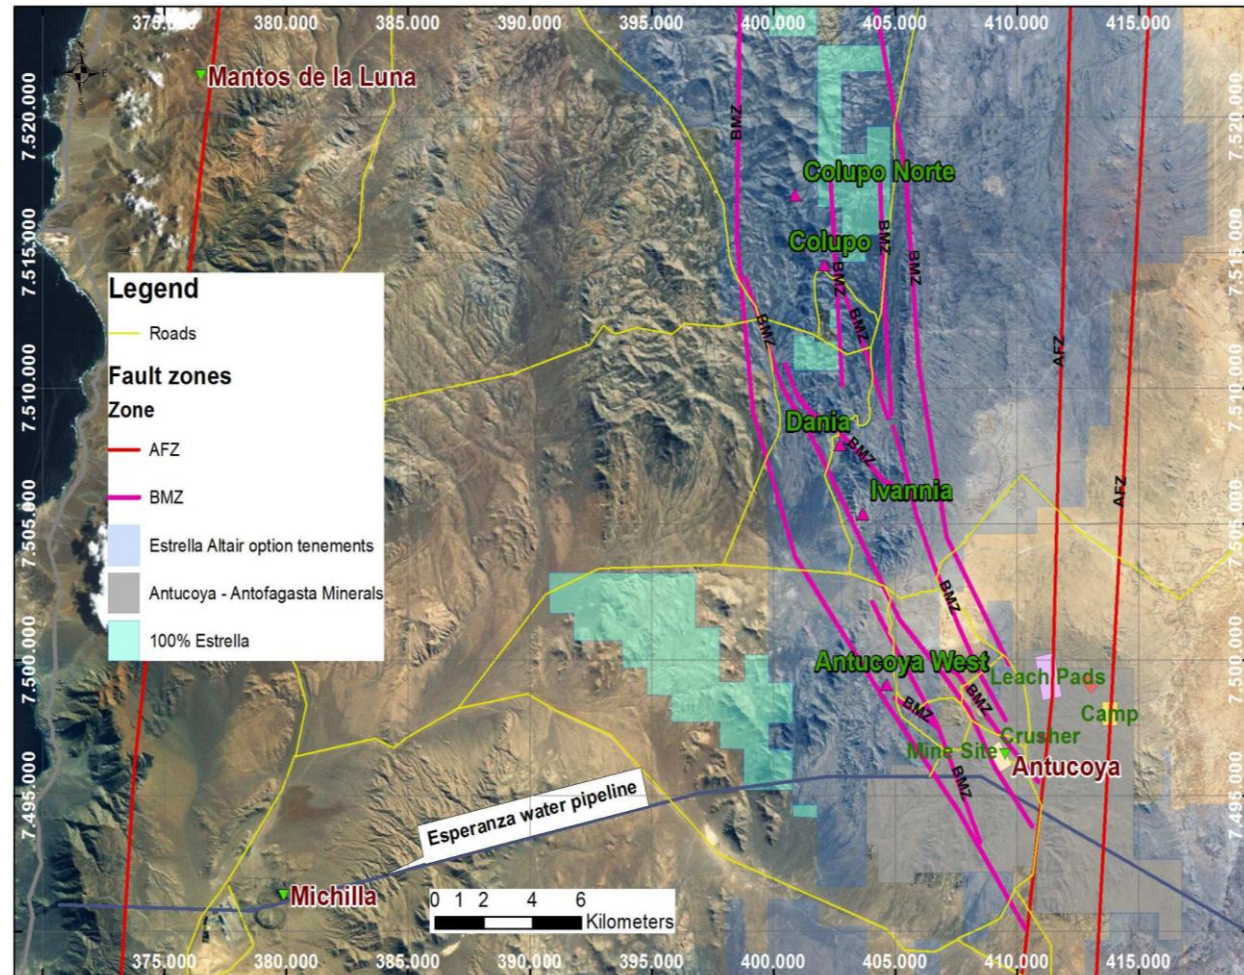 375.000
380.000
385.000
390.000
395.000
400.000
405.000
410.000
415.000
N
E
S
Mantos de la Luna
7.520.000
7.520.000
BMZ
BMZ
Colupo Norte
Colupo
BMZ
BMZ
BMZ
7.515.000
7.515.000
Legend
Roads
Fault zones
Zone
AFZ
BMZ
Estrella Altair option tenements
Antucoya - Antofagasta Minerals
100% Estrella
BMZ
BMZ
AFZ
7.510.000
7.510.000
Dania
BMZ
Ivannia
AFZ
7.505.000
7.505.000
BMZ
7.500.000
7.500.000
Antucoya West
Leach Pads
BMZ
BMZ
Camp
Crusher
Mine Site
Antucoya
BMZ
7.495.000
7.495.000
Esperanza water pipeline
Michilla
0 1 2 4 6
Kilometers
375.000
380.000
385.000
390.000
395.000
400.000
405.000
410.000
415.000